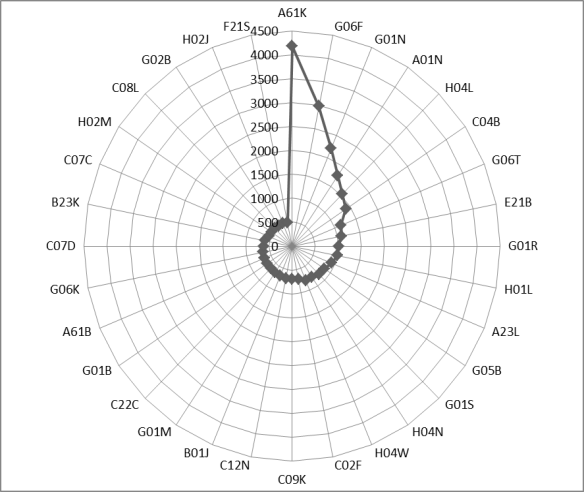 A61K
G06F
G01N
A01N
H04L
C04B
G06T
E21B
G01R
H01L
A23L
G05B
G01S
H04N
H04W
C02F
C09K
C12N
B01J
G01M
C22C
G01B
A61B
G06K
C07D
B23K
C07C
H02M
C08L
G02B
H02J
F21S
4500
4000
3500
3000
2500
2000
1500
1000
500
0